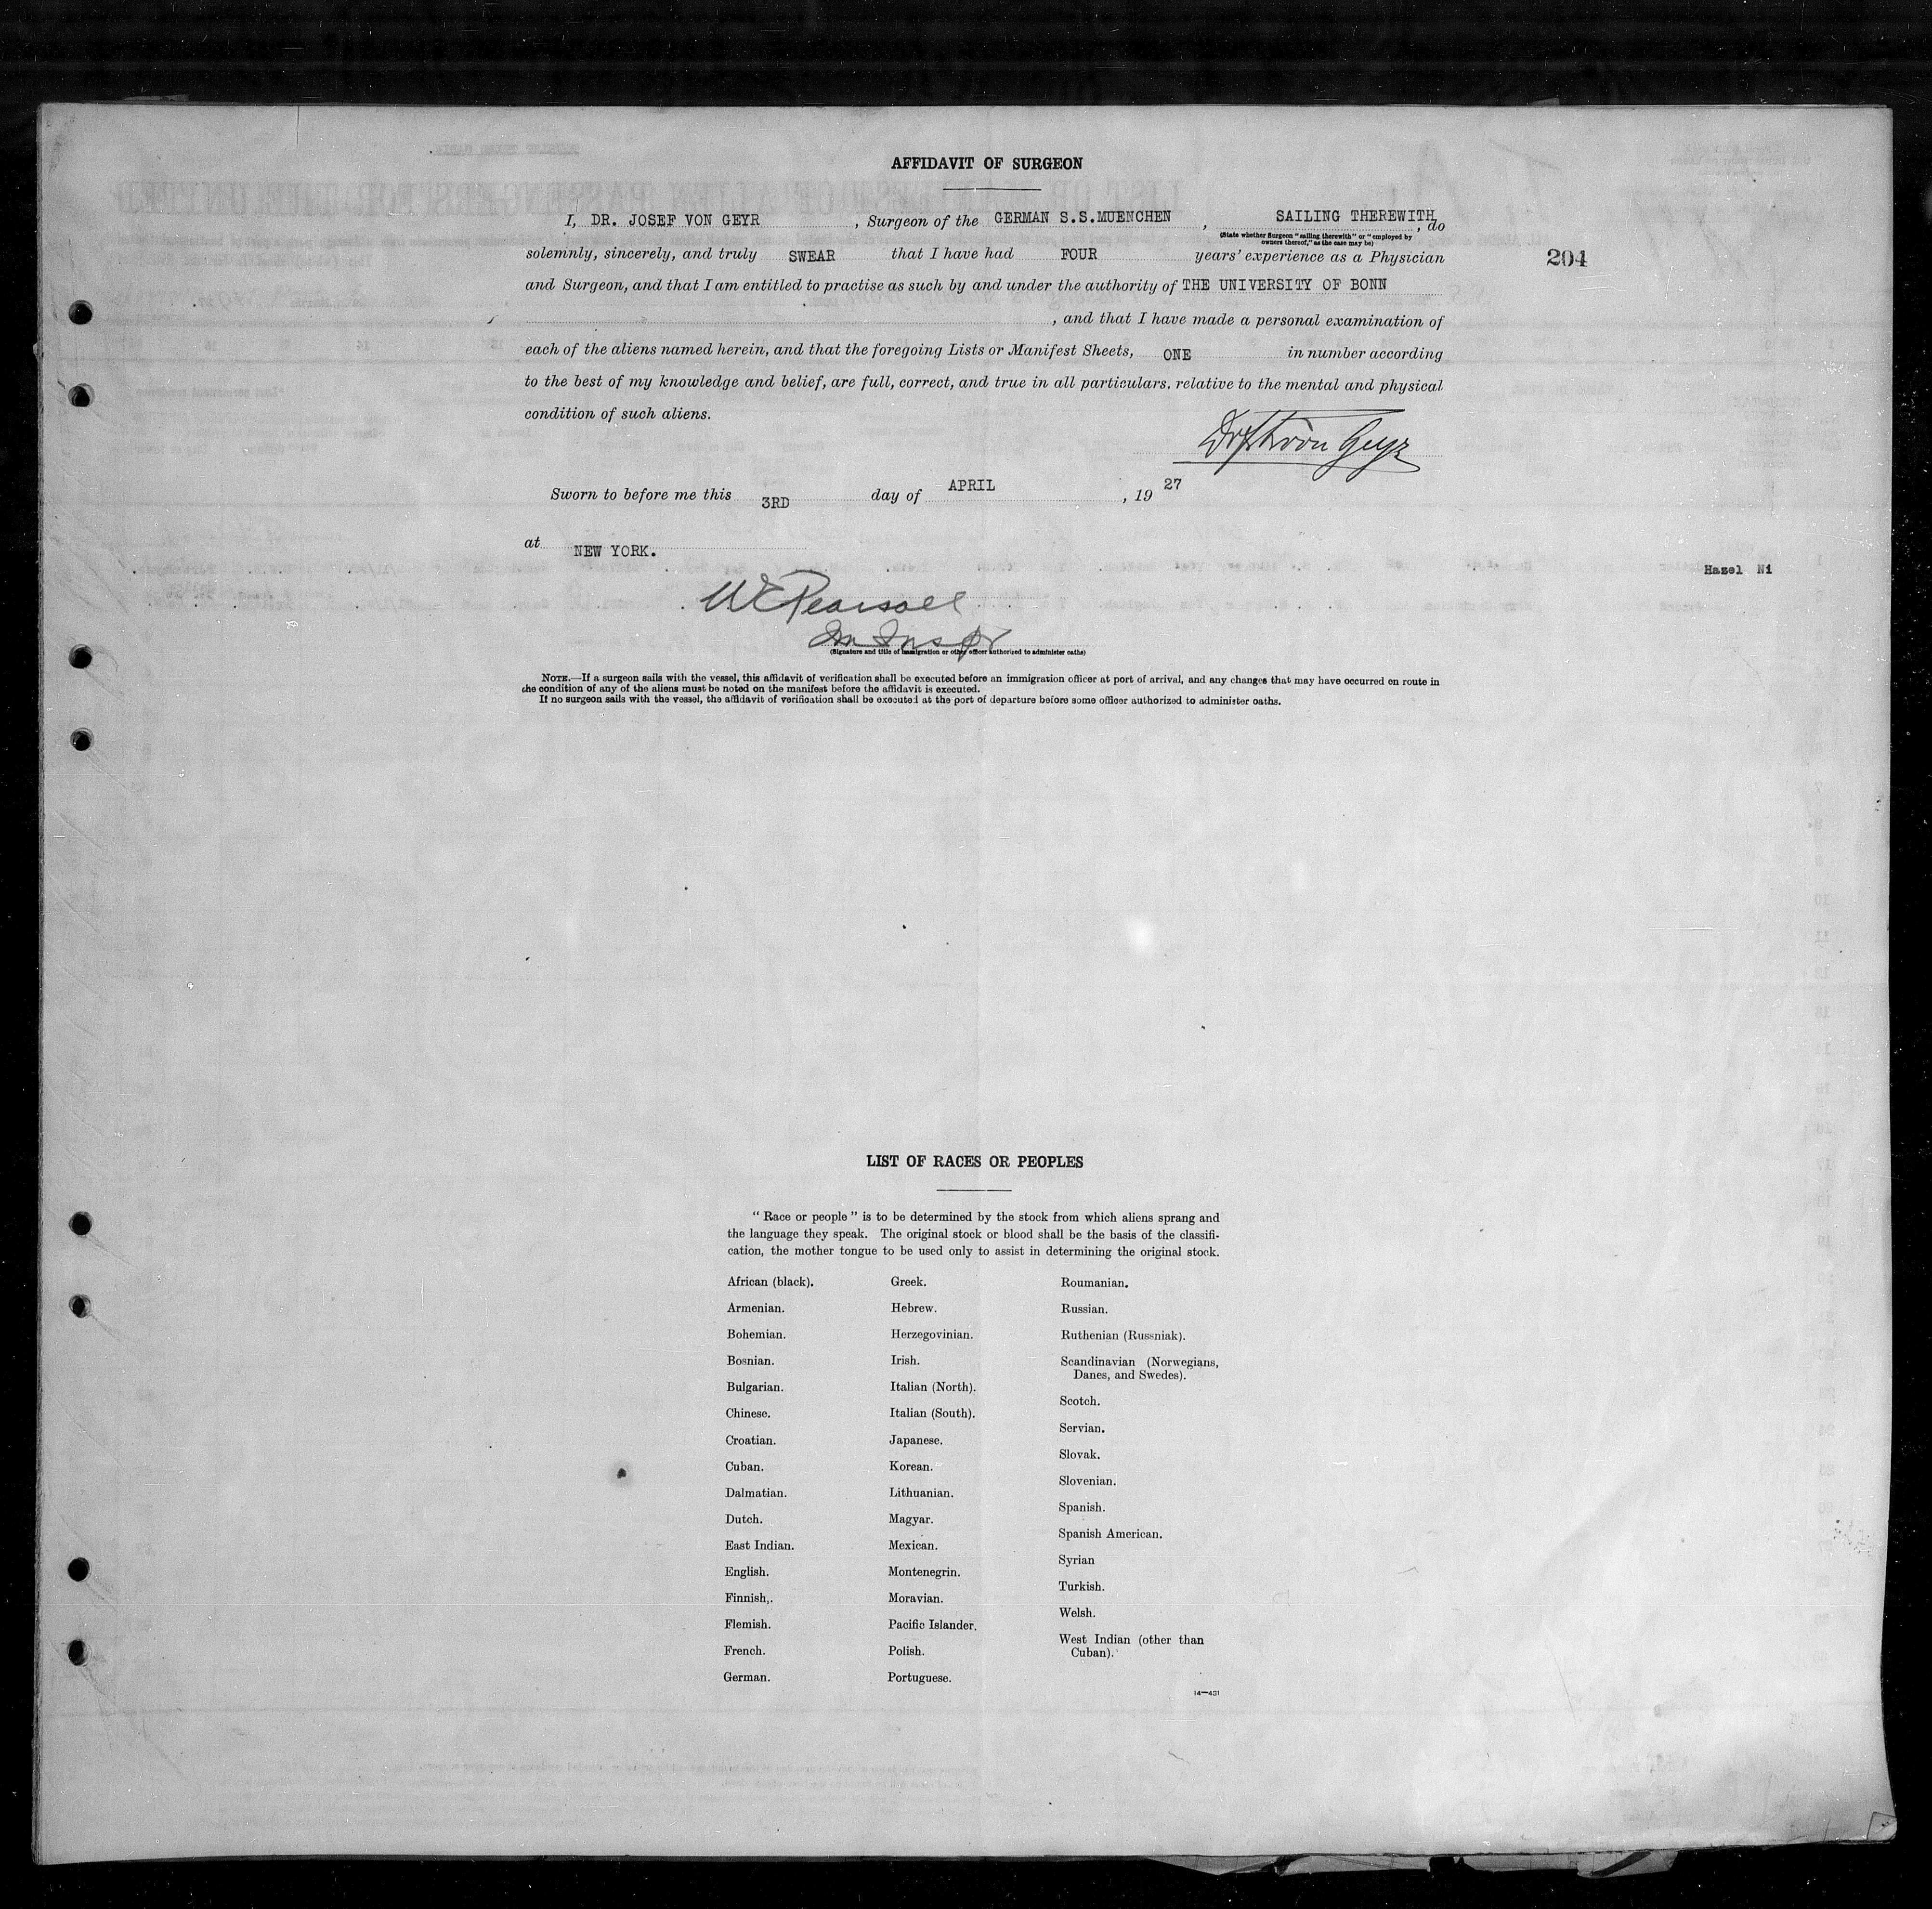 AFFIDAVIT OF SURGEON
I, DR. JOSEF VON GEYR, Surgeon of the GERMAN S.S.MUENCHEN, SAILING THEREWITH, do
(State whether Surgeon "sailing therewith" or "employed by
owners thereof," as the case may be)
solemnly, sincerely, and truly SWEAR that I have had FOUR years' experience as a Physician
204
and Surgeon, and that I am entitled to practise as such by and under the authority of THE UNIVERSITY OF BONN
, and that I have made a personal examination of
each of the aliens named herein, and that the foregoing Lists or Manifest Sheets, ONE in number according
to the best of my knowledge and belief, are full, correct, and true in all particulars, relative to the mental and physical
condition of such aliens.
von Geyr
Sworn to before me this 3RD day of APRIL, 19 27
at NEW YORK.
Hazel Ni
W E Pearsall
Im Inspr
(Signature and title of immigration or other officer authorized to administer oaths)
NOTE.—If a surgeon sails with the vessel, this affidavit of verification shall be executed before an immigration officer at port of arrival, and any changes that may have occurred on route in
the condition of any of the aliens must be noted on the manifest before the affidavit is executed.
If no surgeon sails with the vessel, the affidavit of verification shall be executed at the port of departure before some officer authorized to administer oaths.
LIST OF RACES OR PEOPLES
"Race or people" is to be determined by the stock from which aliens sprang and
the language they speak. The original stock or blood shall be the basis of the classifi-
cation, the mother tongue to be used only to assist in determining the original stock.
African (black).
Armenian.
Bohemian.
Bosnian.
Bulgarian.
Chinese.
Croatian.
Cuban.
Dalmatian.
Dutch.
East Indian.
English.
Finnish,.
Flemish.
French.
German.
Greek.
Hebrew.
Herzegovinian.
Irish.
Italian (North).
Italian (South).
Japanese.
Korean.
Lithuanian.
Magyar.
Mexican.
Montenegrin.
Moravian.
Pacific Islander.
Polish.
Portuguese.
Roumanian.
Russian.
Ruthenian (Russniak).
Scandinavian (Norwegians,
Danes, and Swedes).
Scotch.
Servian.
Slovak.
Slovenian.
Spanish.
Spanish American.
Syrian
Turkish.
Welsh.
West Indian (other than
Cuban).
14—431